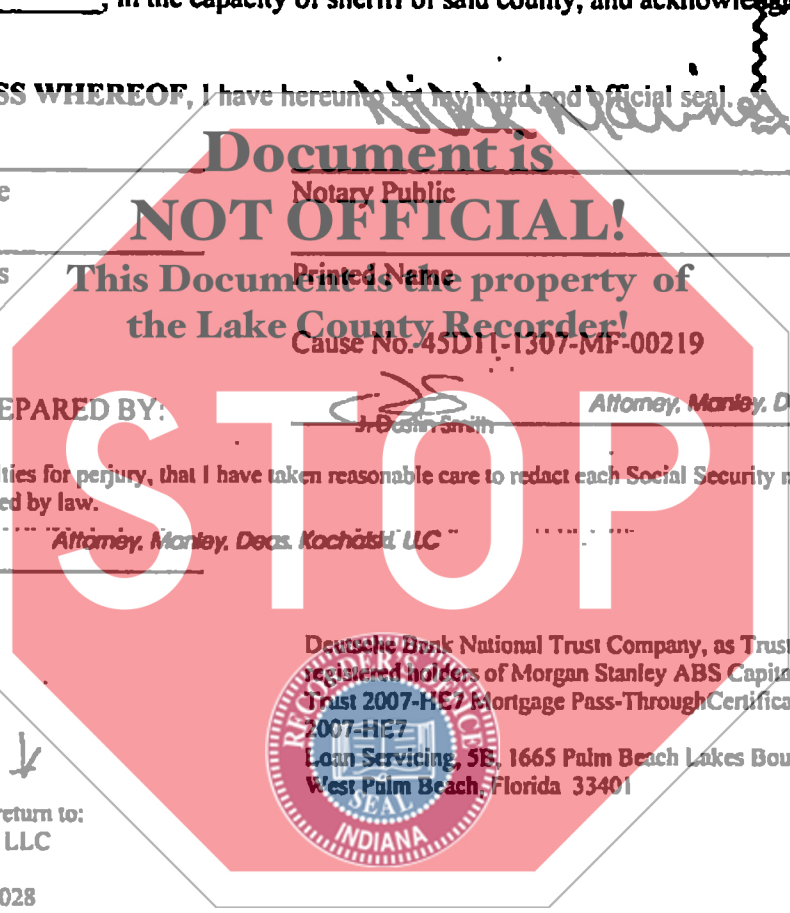 , in the capacity of sheriff of said county, and acknowledg
SS WHEREOF, I have hereunto set my hand and official seal.
Document is
NOT OFFICIAL!
This Document is the property of
the Lake County Recorder!
e
Notary Public
s
Printed Name
Cause No. 45D11-1307-MF-00219
EPARED BY:
J. Dustin Smith
Attorney, Manley, D
STOP
ties for perjury, that I have taken reasonable care to redact each Social Security n
ed by law.
Attorney, Manley, Deas. Kochalski, LLC
Deutsche Bank National Trust Company, as Trust
registered holders of Morgan Stanley ABS Capita
Trust 2007-HE7 Mortgage Pass-Through Certifica
2007-HE7
Loan Servicing, 5B, 1665 Palm Beach Lakes Bou
West Palm Beach, Florida 33401
RECORDER'S OFFICE
SEAL
INDIANA
return to:
LLC
028